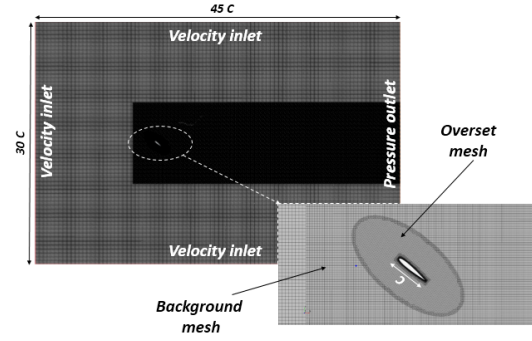 45 C
Velocity inlet
30 C
Velocity inlet
Pressure outlet
Overset
mesh
Velocity inlet
C
Background
mesh